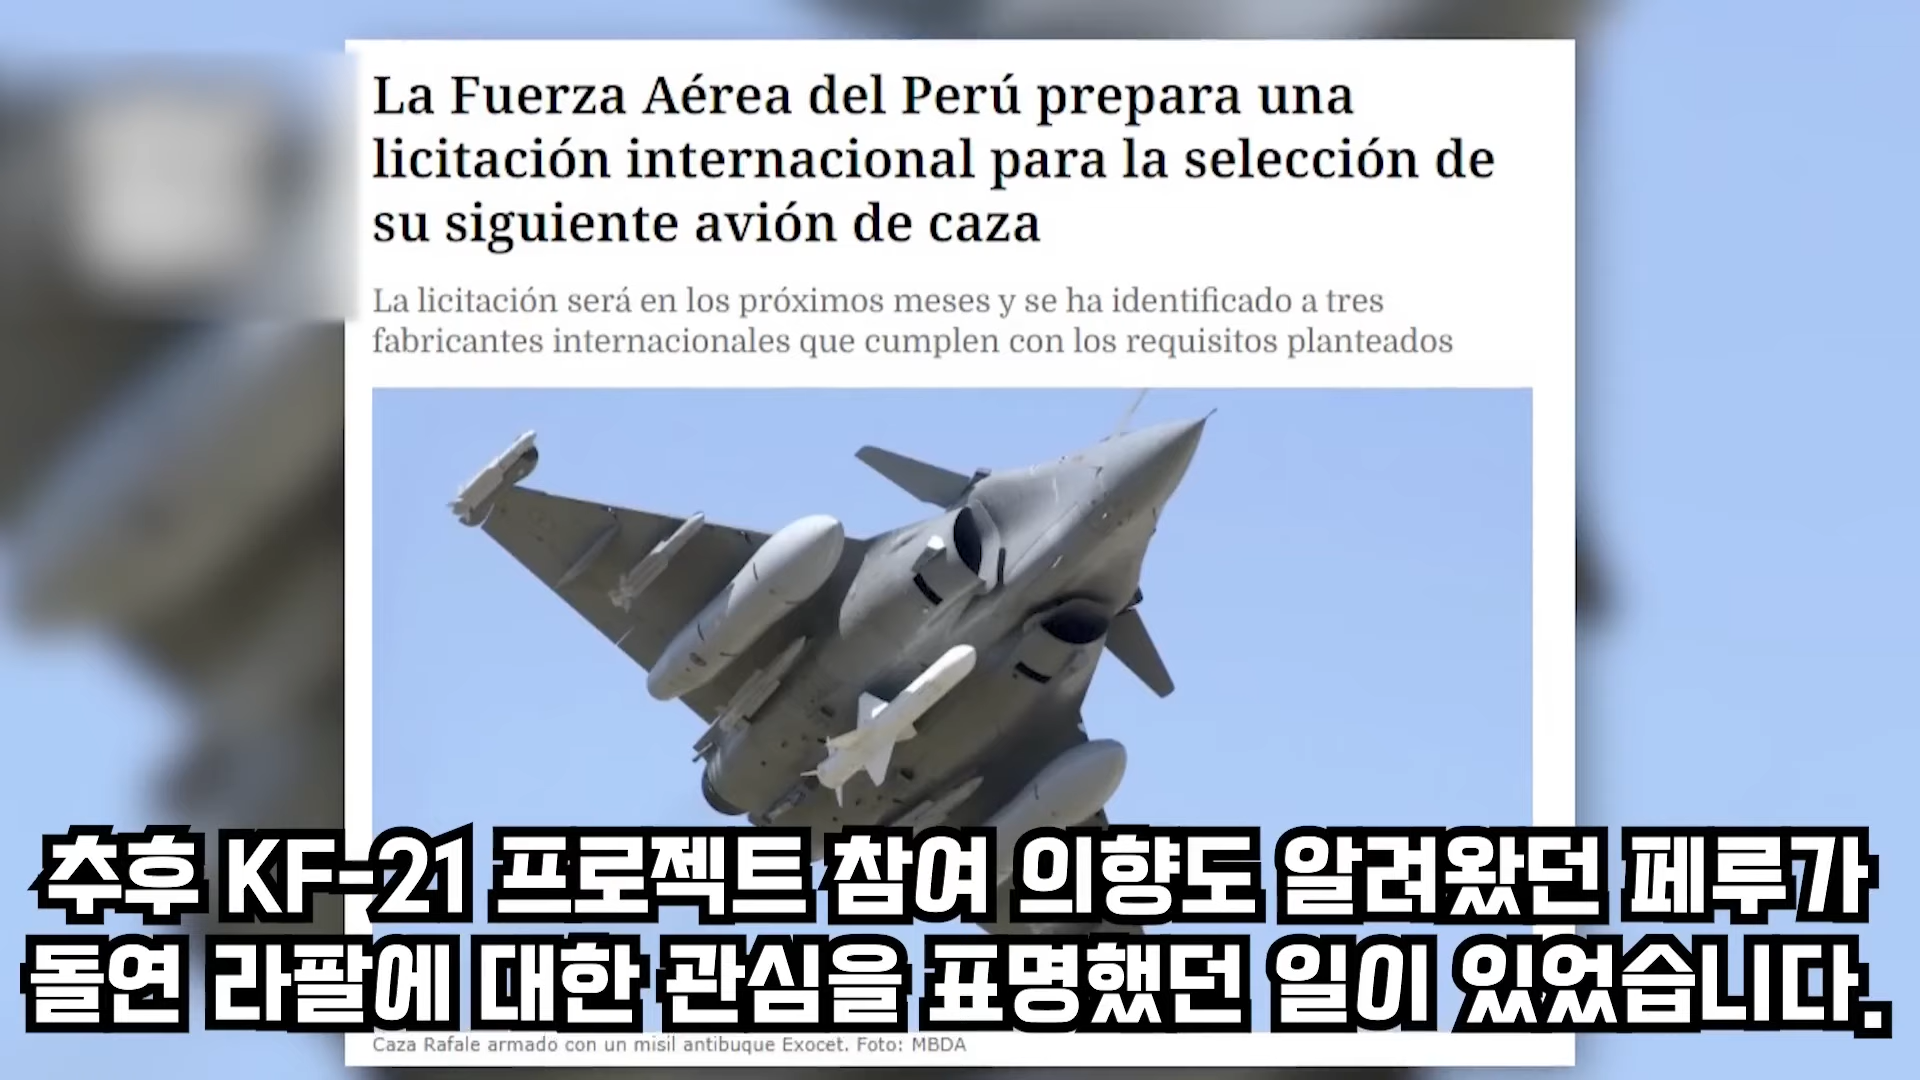 La Fuerza Aérea del Perú prepara una
licitación internacional para la selección de
su siguiente avión de caza
La licitación será en los próximos meses y se ha identificado a tres
fabricantes internacionales que cumplen con los requisitos planteados
추후 KF-21 프로젝트 참여 의향도 알려왔던 페루가
돌연 라팔에 대한 관심을 표명했던 일이 있었습니다.
Caza Rafale armado con un misil antibuque Exocet. Foto: MBDA